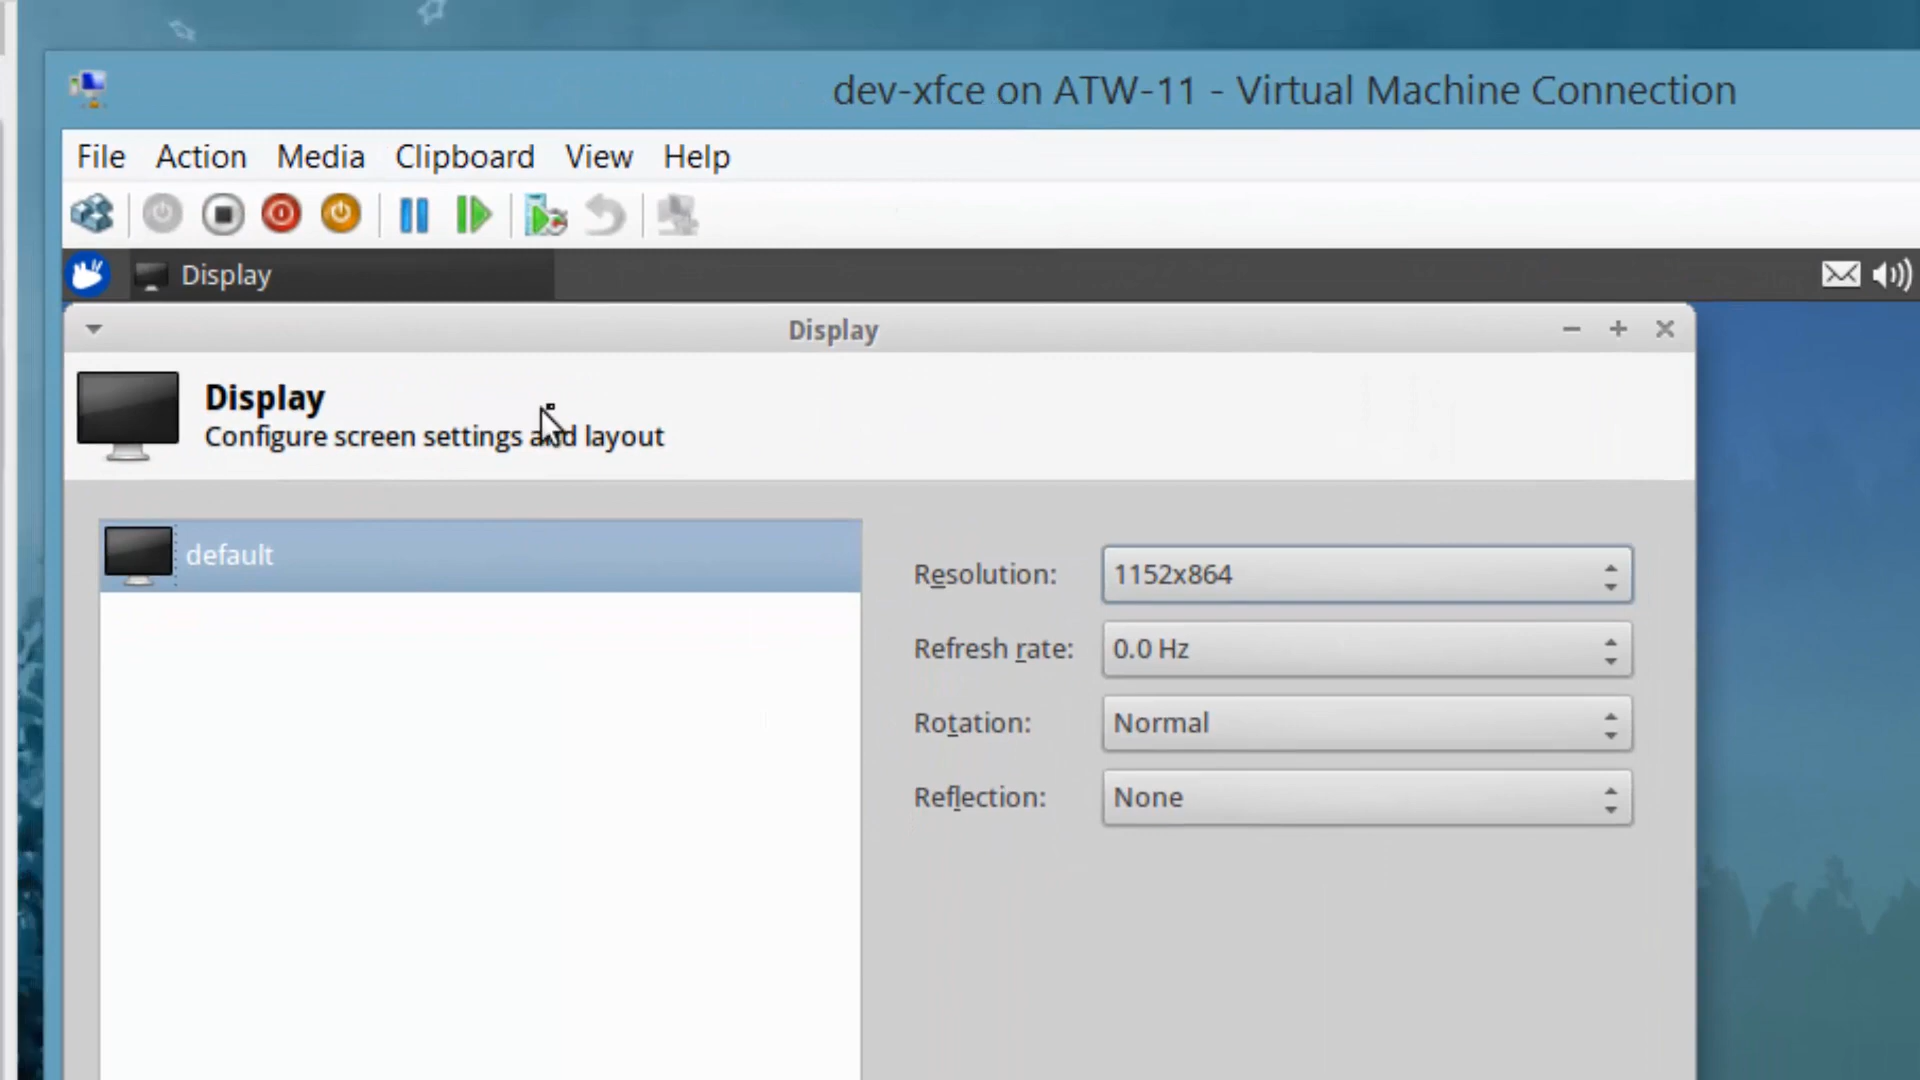 dev-xfce on ATW-11 - Virtual Machine Connection
File Action Media Clipboard View Help
Display
Display
Display
Configure screen settings and layout
default
Resolution: 1152x864
Refresh rate: 0.0 Hz
Rotation: Normal
Reflection: None